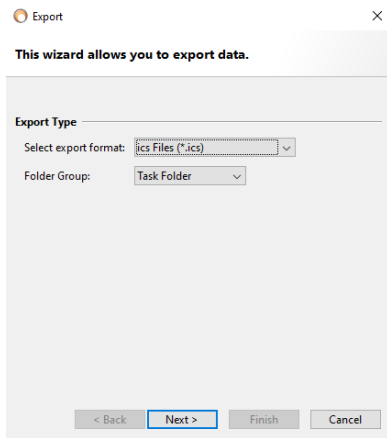 Export
This wizard allows you to export data.
Export Type
Select export format: ics Files (*.ics)
Folder Group: Task Folder
< Back Next > Finish Cancel